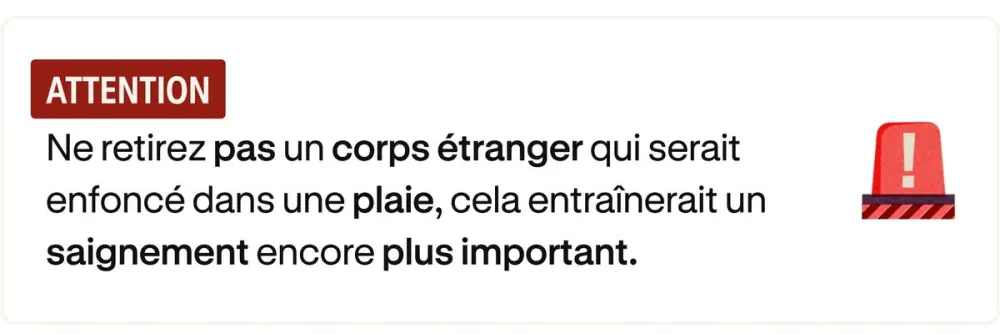 ATTENTION
Ne retirez pas un corps étranger qui serait
enfoncé dans une plaie, cela entraînerait un
saignement encore plus important.